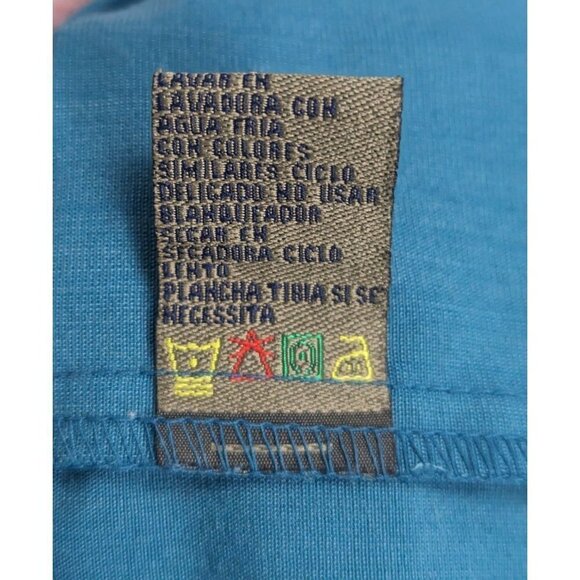 LAVAR EN
LAVADORA CON
AGUA FRIA
CON COLORES
SIMILARES CICLO
DELICADO NO USAR
BLANQUEADOR
SECAR EN
SECADORA CICLO
LENTO
PLANCHA TIBIA SI SE
NECESSITA